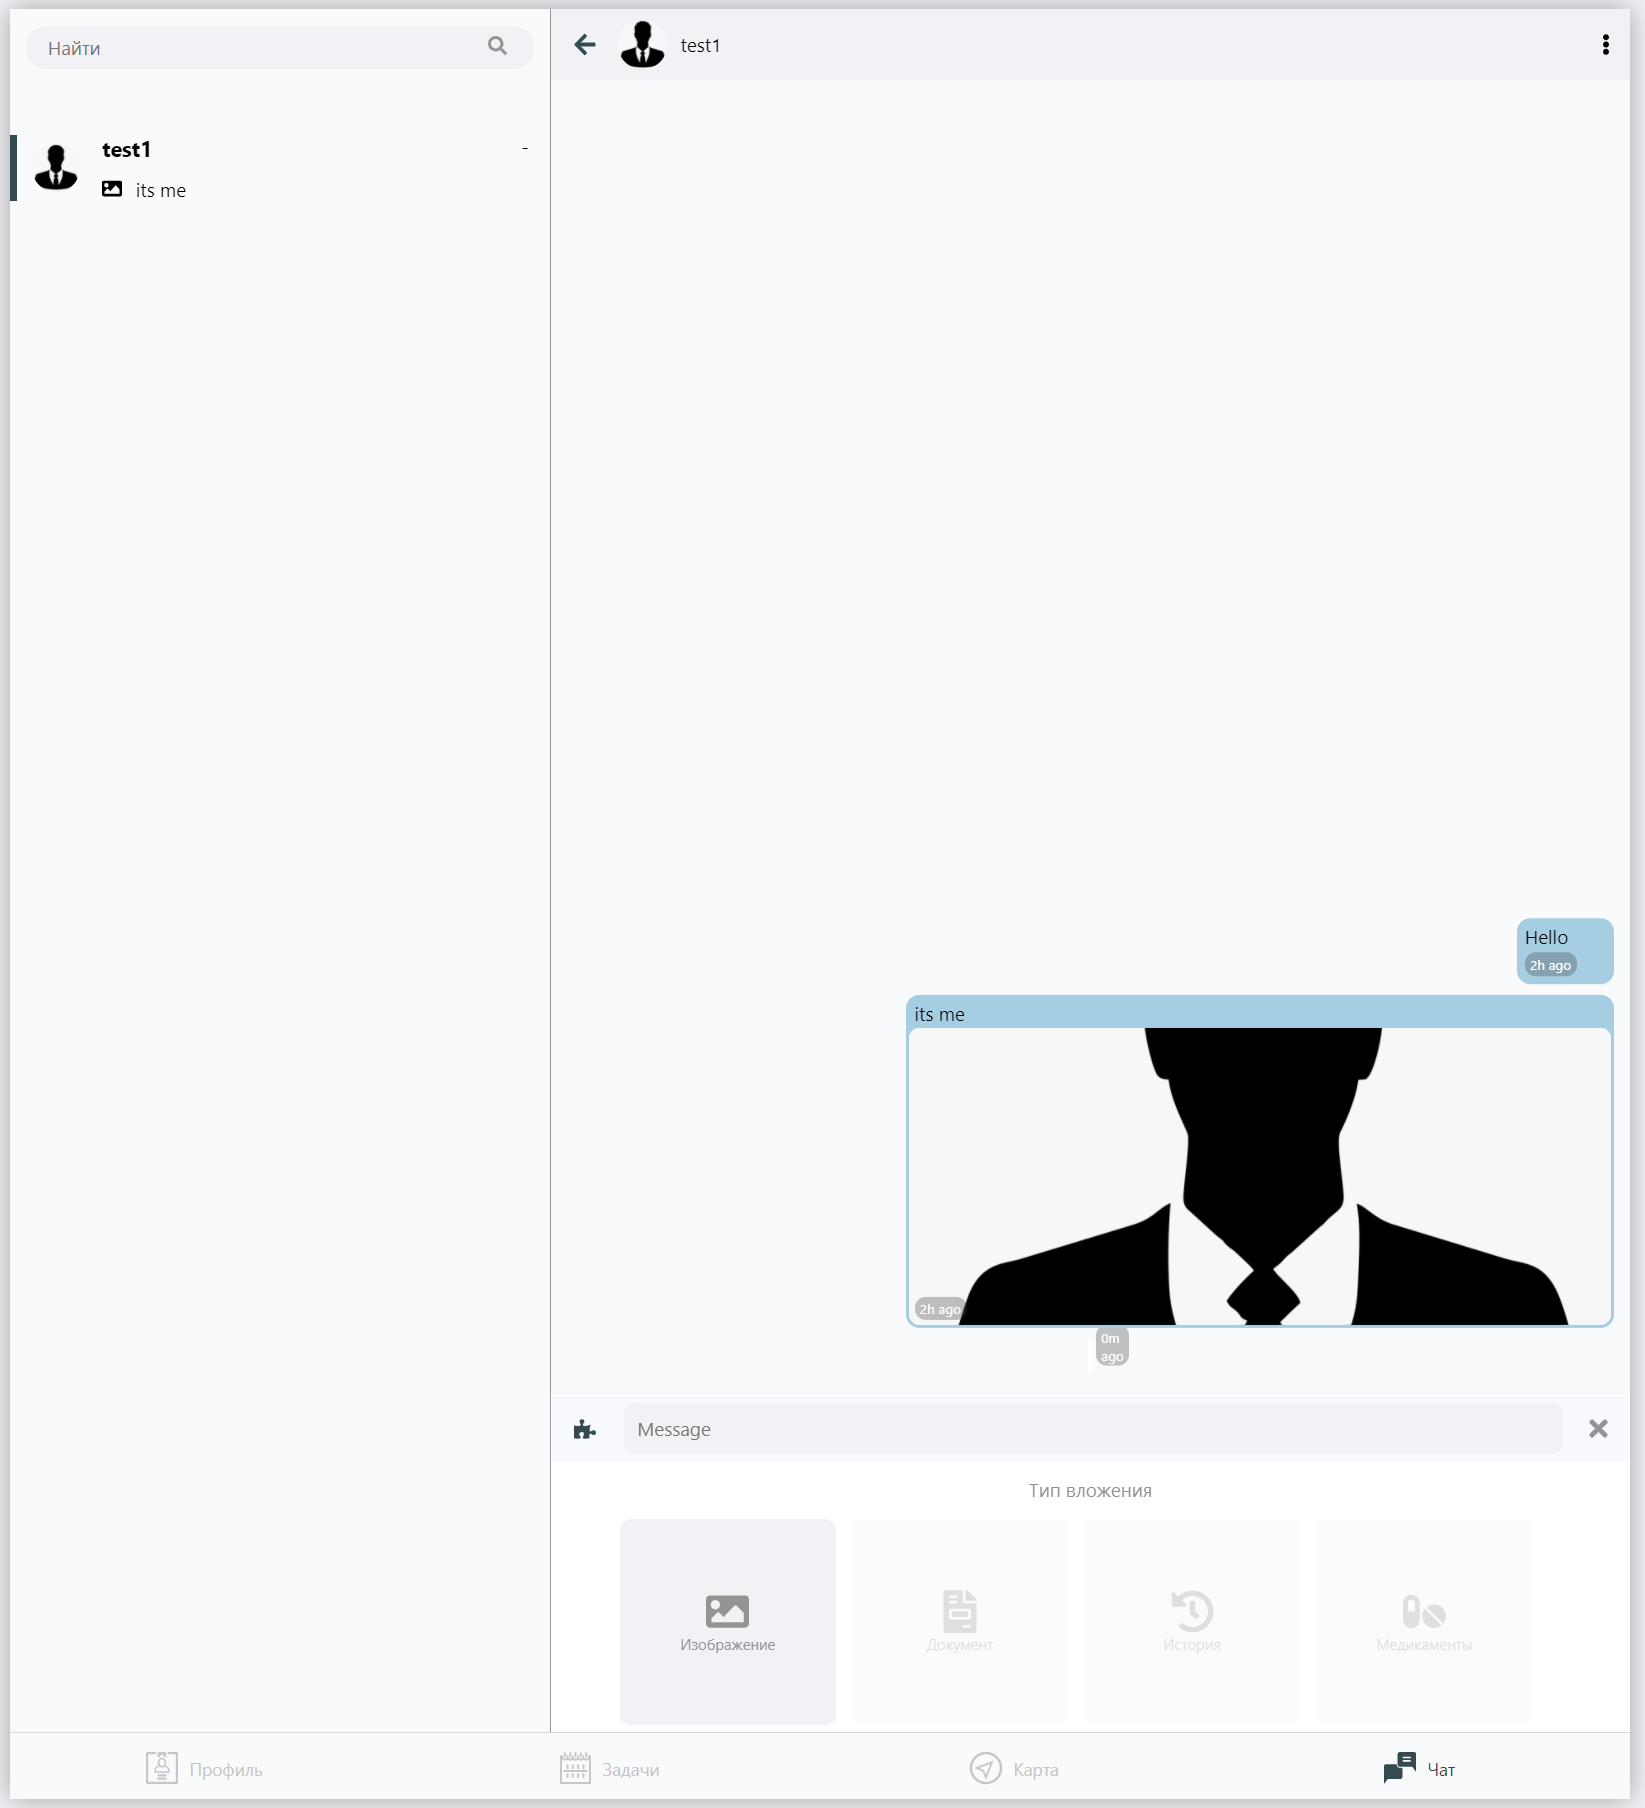 Найти
test1
-
its me
test1
Hello
2h ago
its me
2h ago
0m
ago
Message
Тип вложения
Изображение
Документ
История
Медикаменты
Профиль
Задачи
Карта
Чат